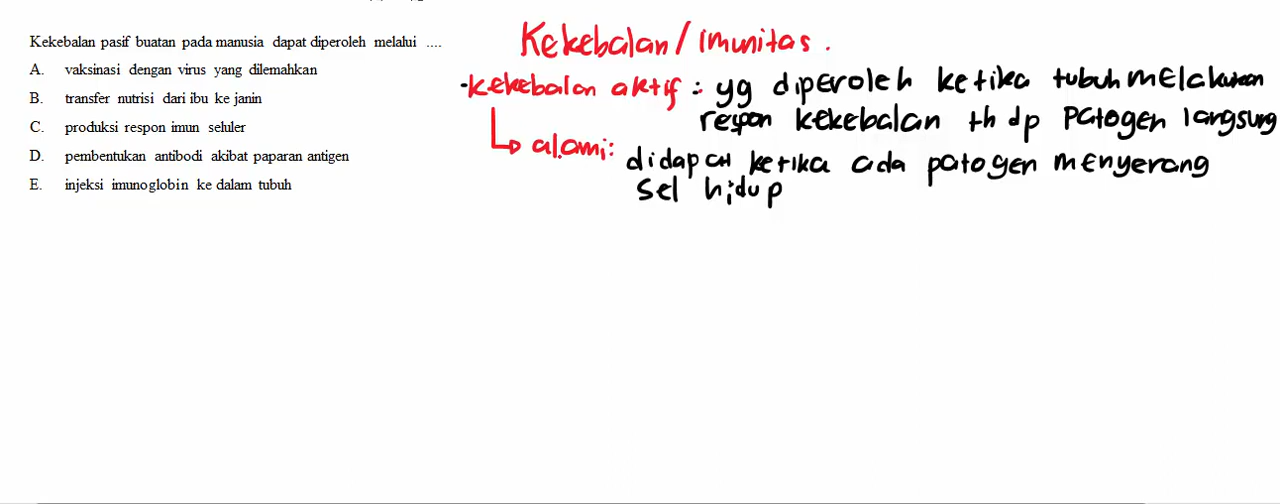 Kekebalan pasif buatan pada manusia dapat diperoleh melalui ....
A. vaksinasi dengan virus yang dilemahkan
B. transfer nutrisi dari ibu ke janin
C. produksi respon imun seluler
D. pembentukan antibodi akibat paparan antigen
E. injeksi imunoglobin ke dalam tubuh
Kekebalan / imunitas .
-kekebalan aktif : yg diperoleh ketika tubuh melakukan
respon kekebalan thdp patogen langsung
↳ alami: didapat ketika ada patogen menyerang
sel hidup